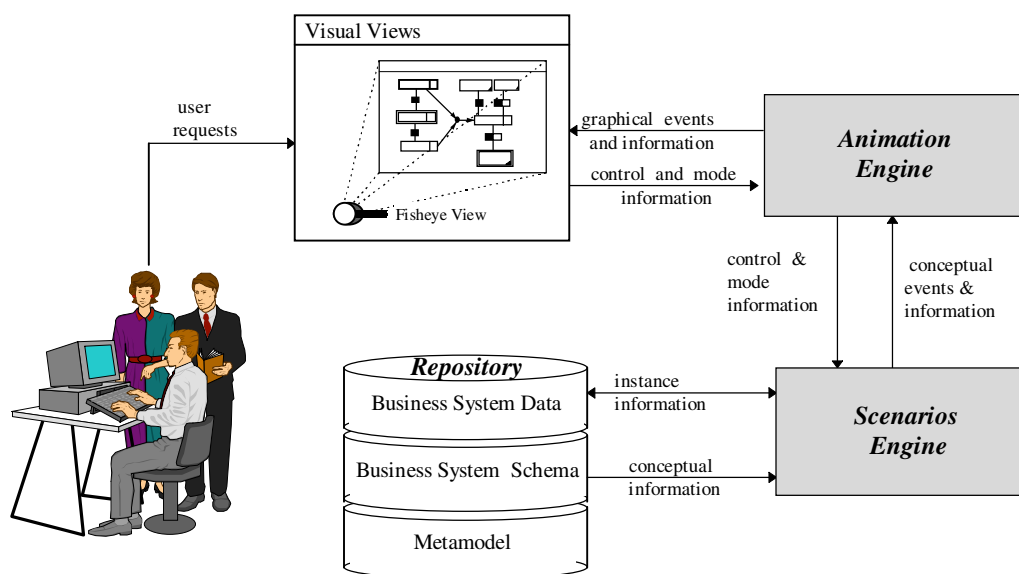 Visual Views
user
requests
Fisheye View
graphical events
and information
control and mode
information
Animation
Engine
control &
mode
information
conceptual
events &
information
Repository
Business System Data
Business System Schema
Metamodel
instance
information
conceptual
information
Scenarios
Engine